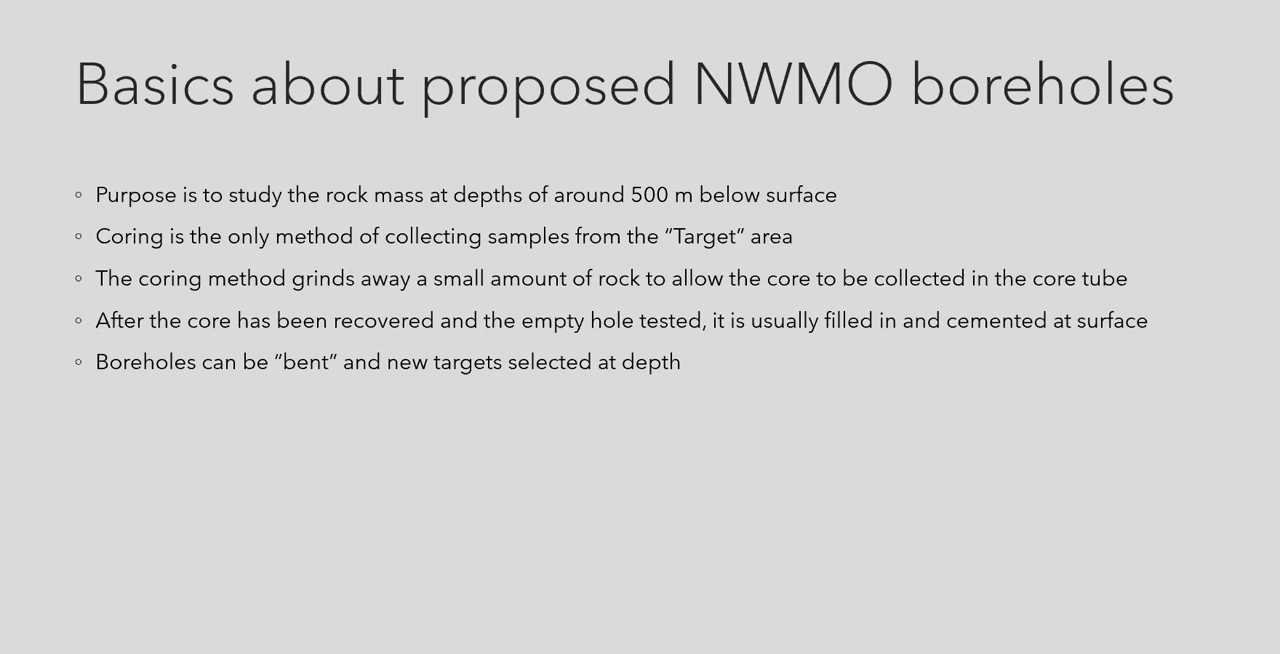 Basics about proposed NWMO boreholes
◦ Purpose is to study the rock mass at depths of around 500 m below surface
◦ Coring is the only method of collecting samples from the “Target” area
◦ The coring method grinds away a small amount of rock to allow the core to be collected in the core tube
◦ After the core has been recovered and the empty hole tested, it is usually filled in and cemented at surface
◦ Boreholes can be “bent” and new targets selected at depth